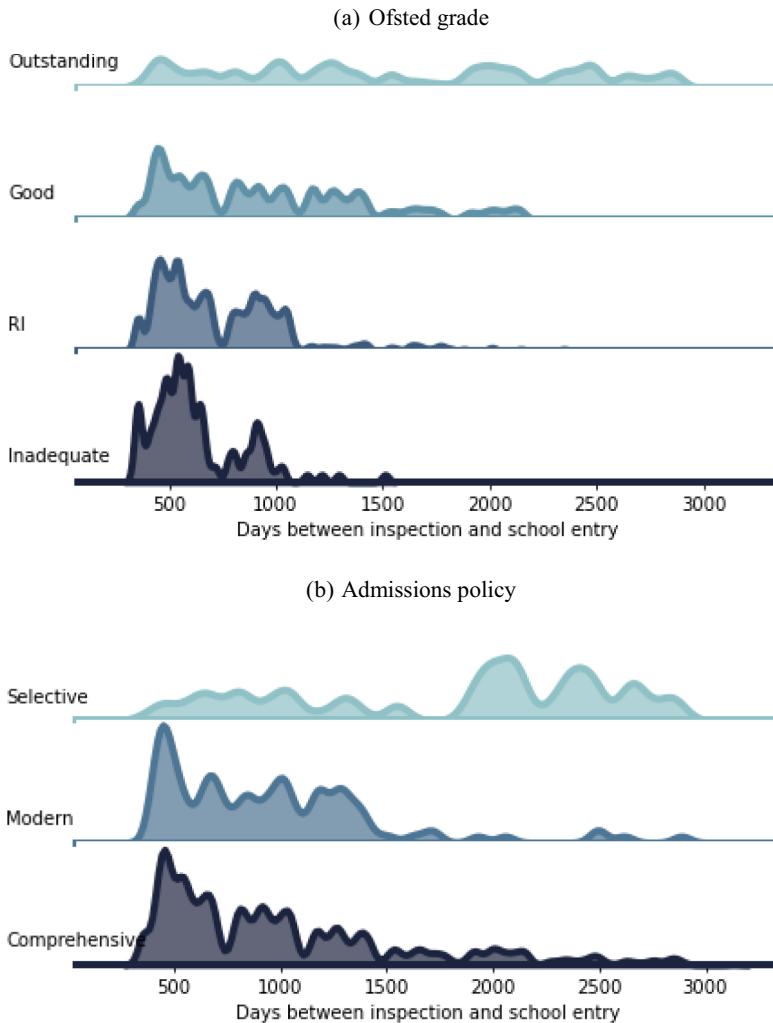 (a) Ofsted grade
Outstanding
Good
RI
Inadequate
500 1000 1500 2000 2500 3000
Days between inspection and school entry
(b) Admissions policy
Selective
Modern
Comprehensive
500 1000 1500 2000 2500 3000
Days between inspection and school entry